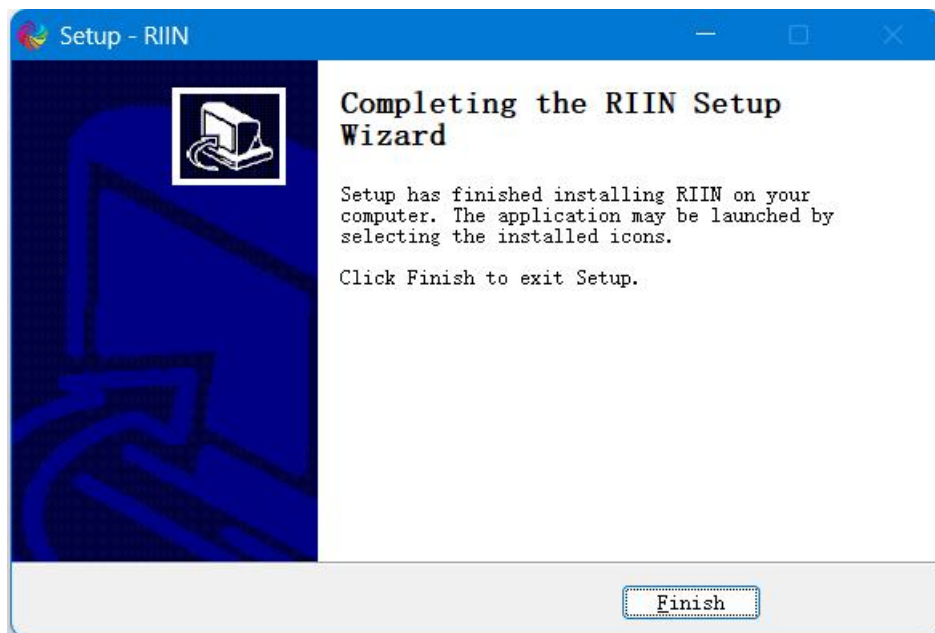 Setup - RIIN
Completing the RIIN Setup
Wizard
Setup has finished installing RIIN on your
computer. The application may be launched by
selecting the installed icons.
Click Finish to exit Setup.
Finish